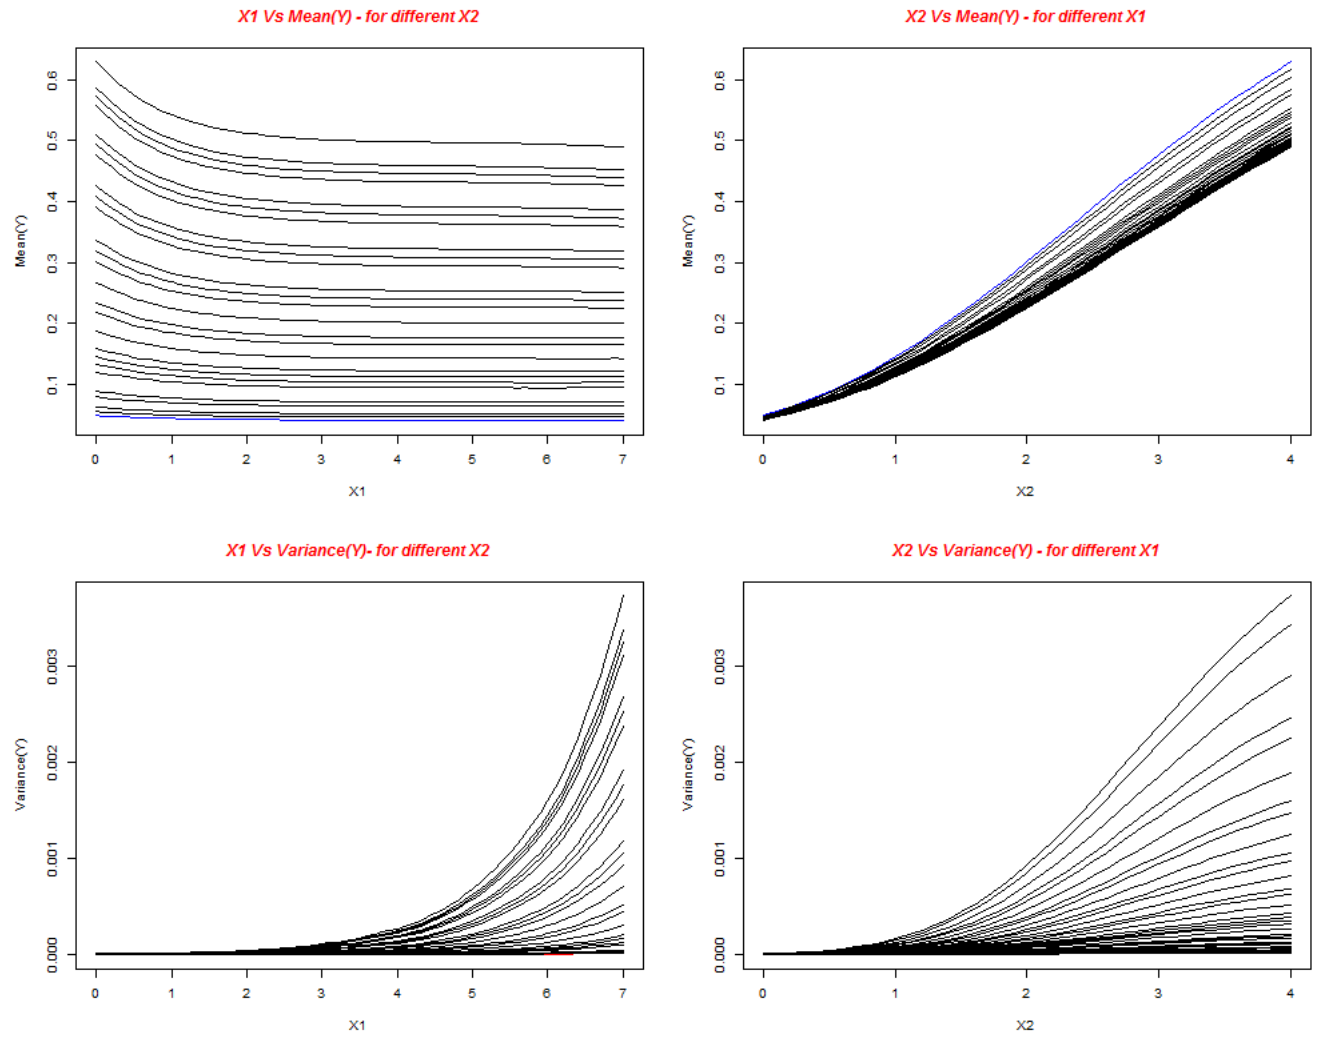 X1 Vs Mean(Y) - for different X2
X2 Vs Mean(Y) - for different X1
Mean(Y)
0.6
0.5
0.4
0.3
0.2
0.1
0 1 2 3 4 5 6 7
X1
Mean(Y)
0.6
0.5
0.4
0.3
0.2
0.1
0 1 2 3 4
X2
X1 Vs Variance(Y)- for different X2
X2 Vs Variance(Y) - for different X1
Variance(Y)
0.003
0.002
0.001
0.000
0 1 2 3 4 5 6 7
X1
Variance(Y)
0.003
0.002
0.001
0.000
0 1 2 3 4
X2